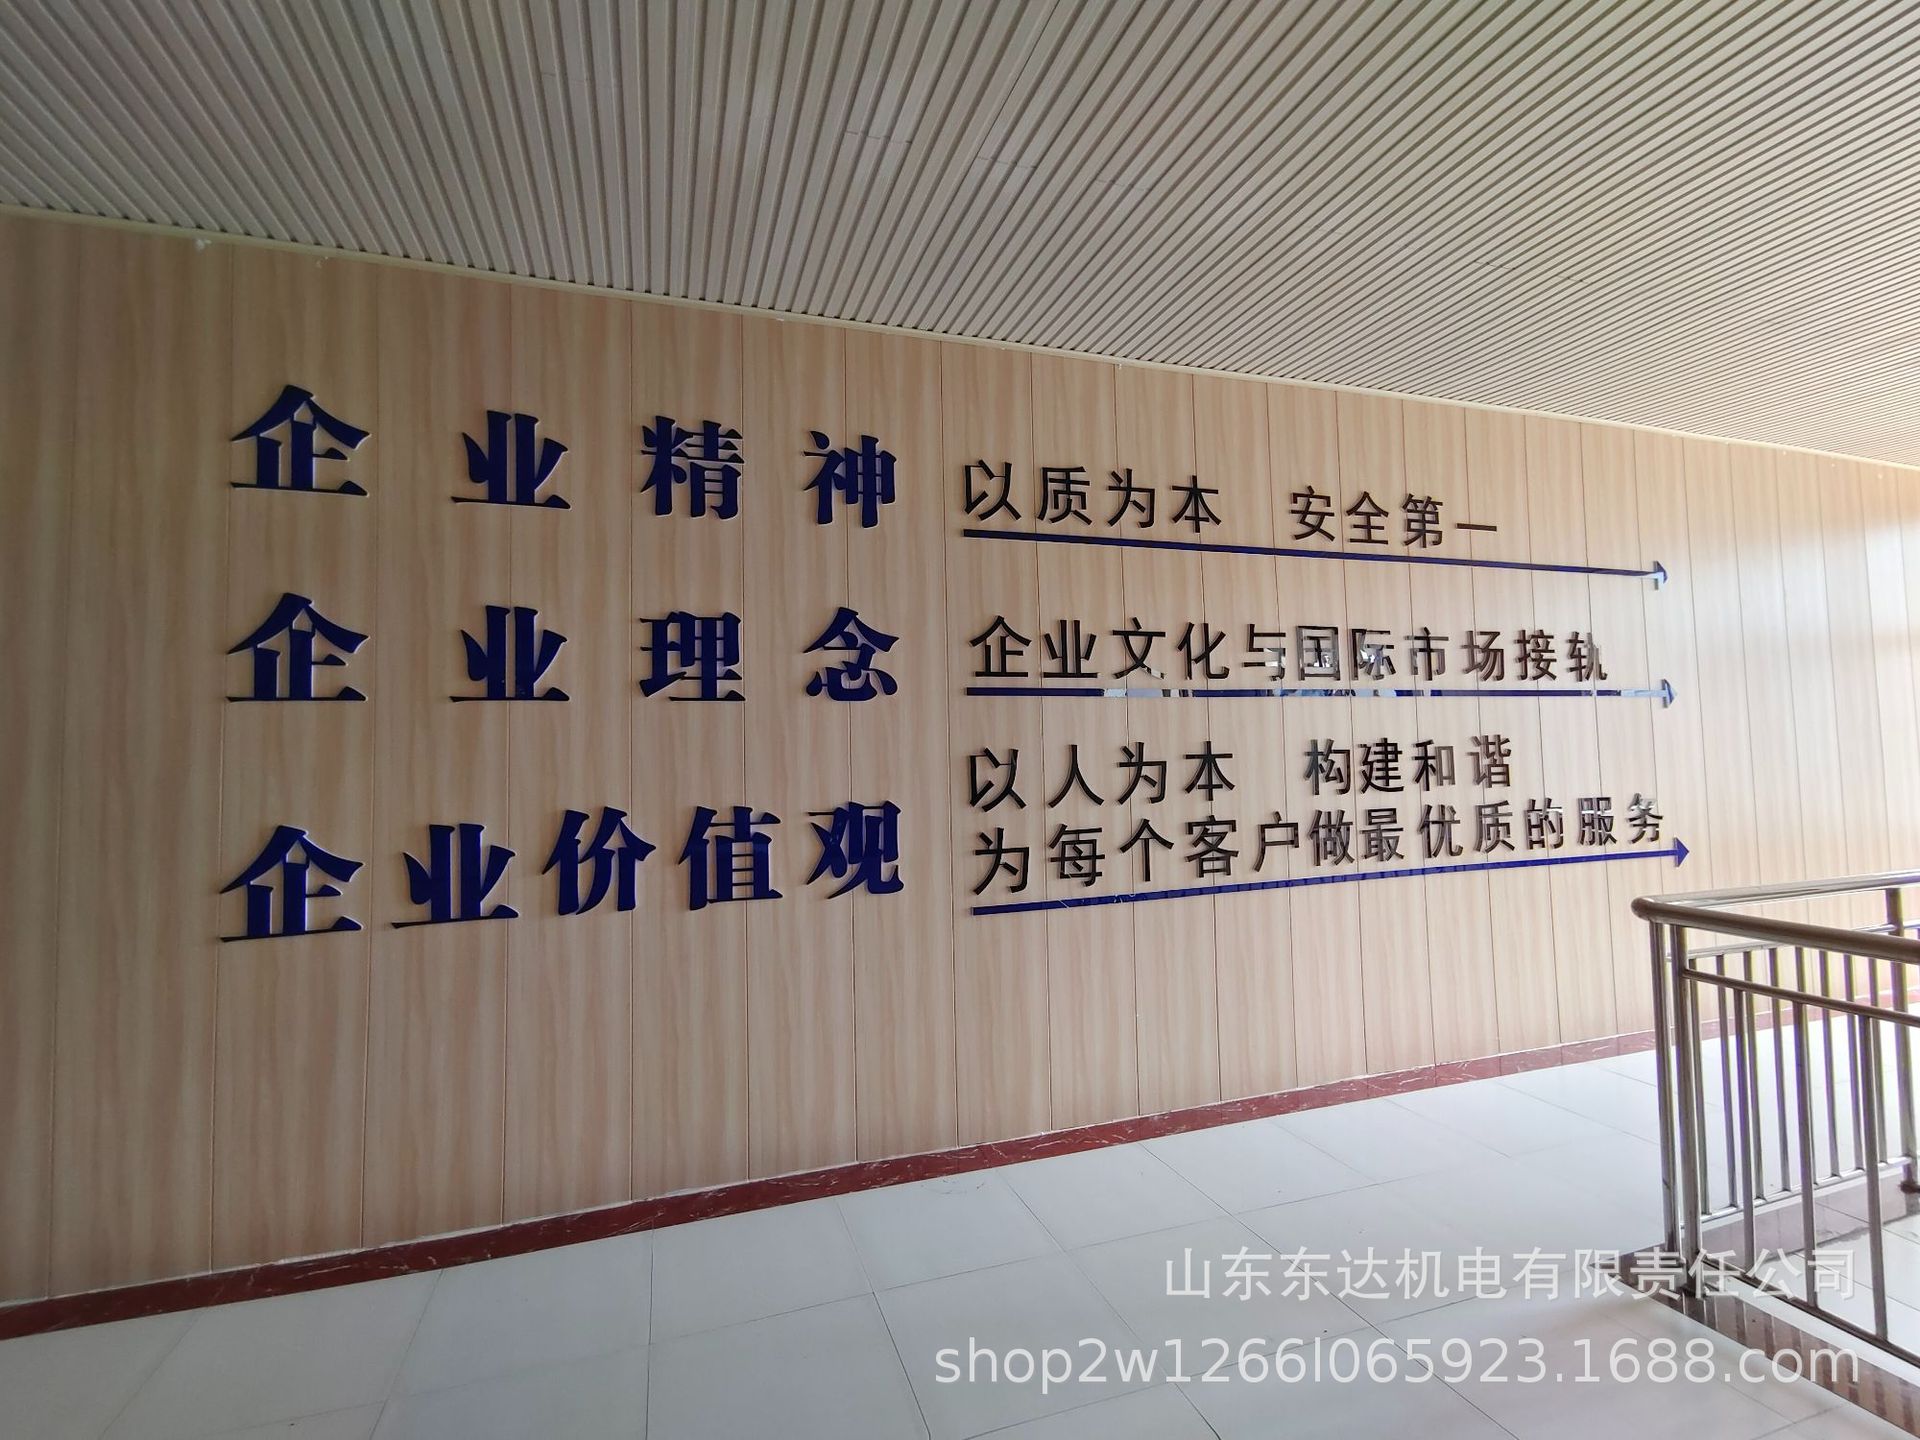 企业精神 以质为本 安全第一
企业理念 企业文化与国际市场接轨
企业价值观 以人为本 构建和谐
为每个客户做最优质的服务
山东东达机电有限责任公司
shop2w1266l065923.1688.com